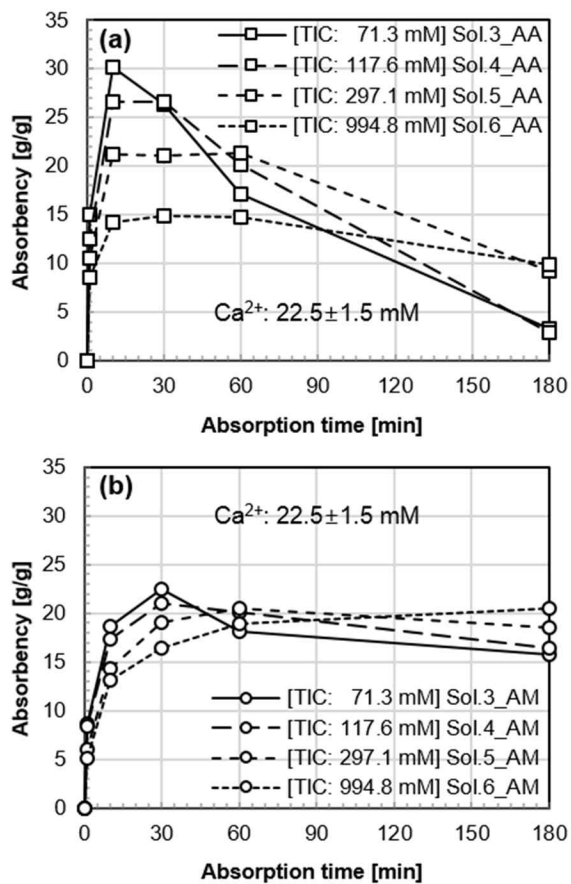 (a)
[TIC: 71.3 mM] Sol.3_AA
[TIC: 117.6 mM] Sol.4_AA
[TIC: 297.1 mM] Sol.5_AA
[TIC: 994.8 mM] Sol.6_AA
Ca²⁺: 22.5±1.5 mM
Absorbency [g/g]
35
30
25
20
15
10
5
0
0 30 60 90 120 150 180
Absorption time [min]
(b)
Ca²⁺: 22.5±1.5 mM
[TIC: 71.3 mM] Sol.3_AM
[TIC: 117.6 mM] Sol.4_AM
[TIC: 297.1 mM] Sol.5_AM
[TIC: 994.8 mM] Sol.6_AM
Absorbency [g/g]
35
30
25
20
15
10
5
0
0 30 60 90 120 150 180
Absorption time [min]